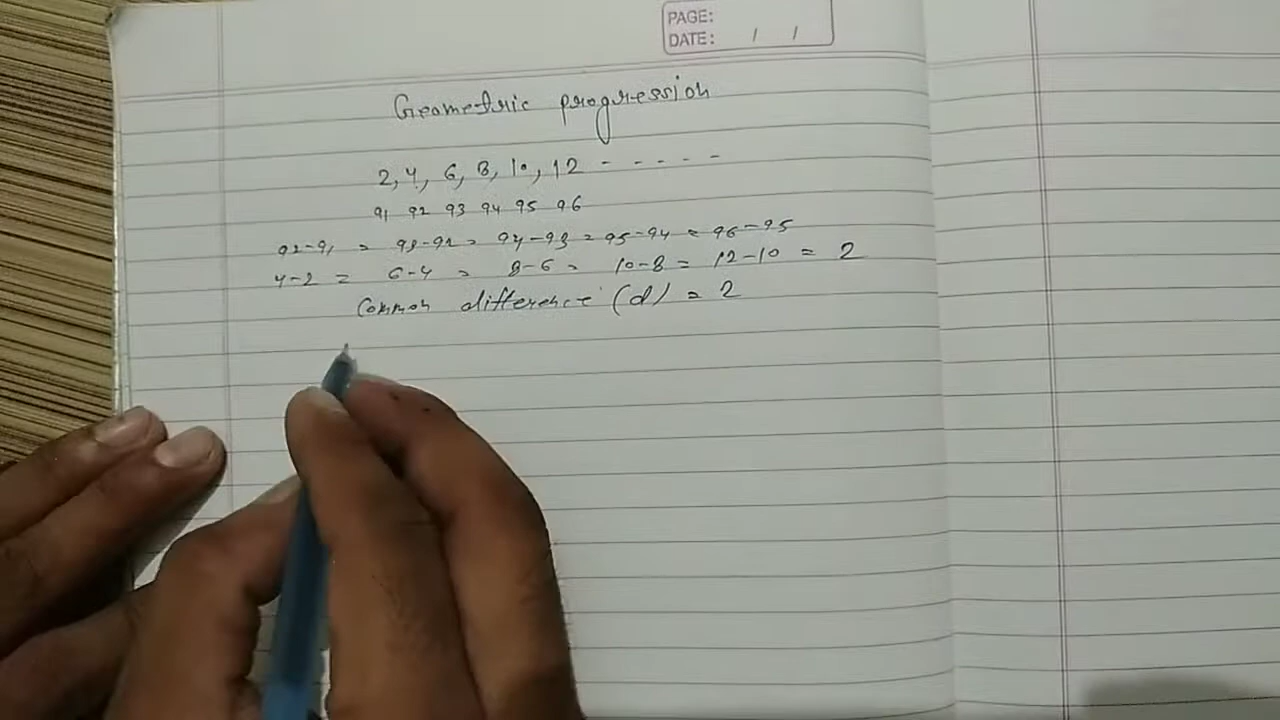 PAGE:
DATE: / /
Geometric progression
2, 4, 6, 8, 10, 12 - - - - -
a1 a2 a3 a4 a5 a6
a2-a1 = a3-a2 = a4-a3 = a5-a4 = a6-a5
4-2 = 6-4 = 8-6 = 10-8 = 12-10 = 2
Common difference (d) = 2